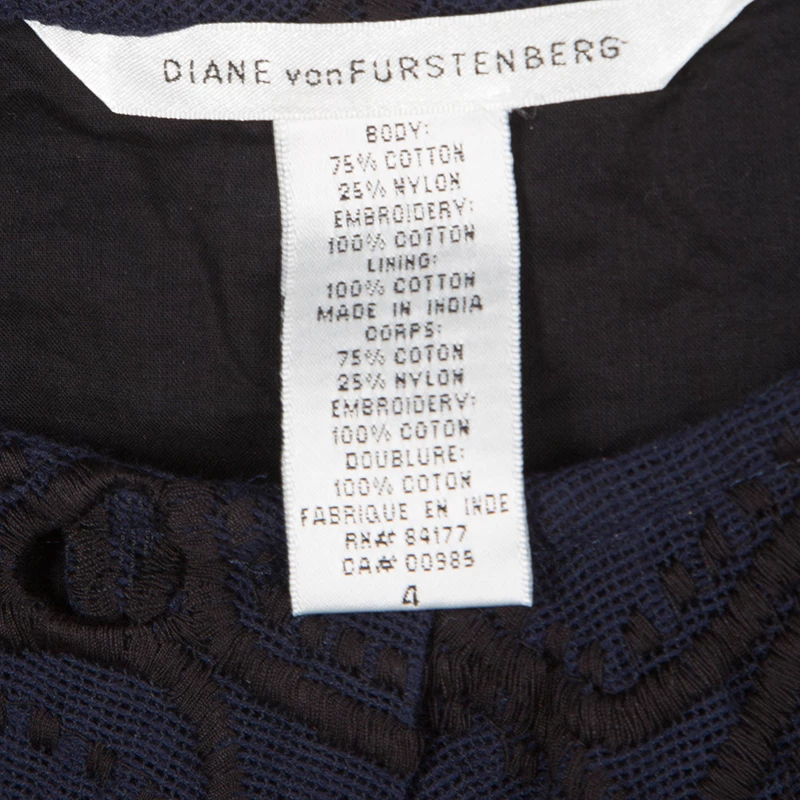 DIANE vonFURSTENBERG
BODY:
75% COTTON
25% NYLON
EMBROIDERY:
100% COTTON
LINING:
100% COTTON
MADE IN INDIA
CORPS:
75% COTON
25% NYLON
EMBROIDERY:
100% COTON
DOUBLURE:
100% COTON
FABRIQUE EN INDE
RN# 84177
CA# 00985
4